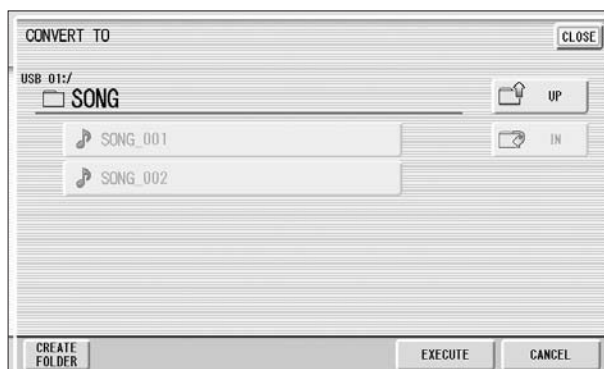 CONVERT TO
CLOSE
USB 01:/
SONG
UP
SONG_001
IN
SONG_002
CREATE
FOLDER
EXECUTE
CANCEL